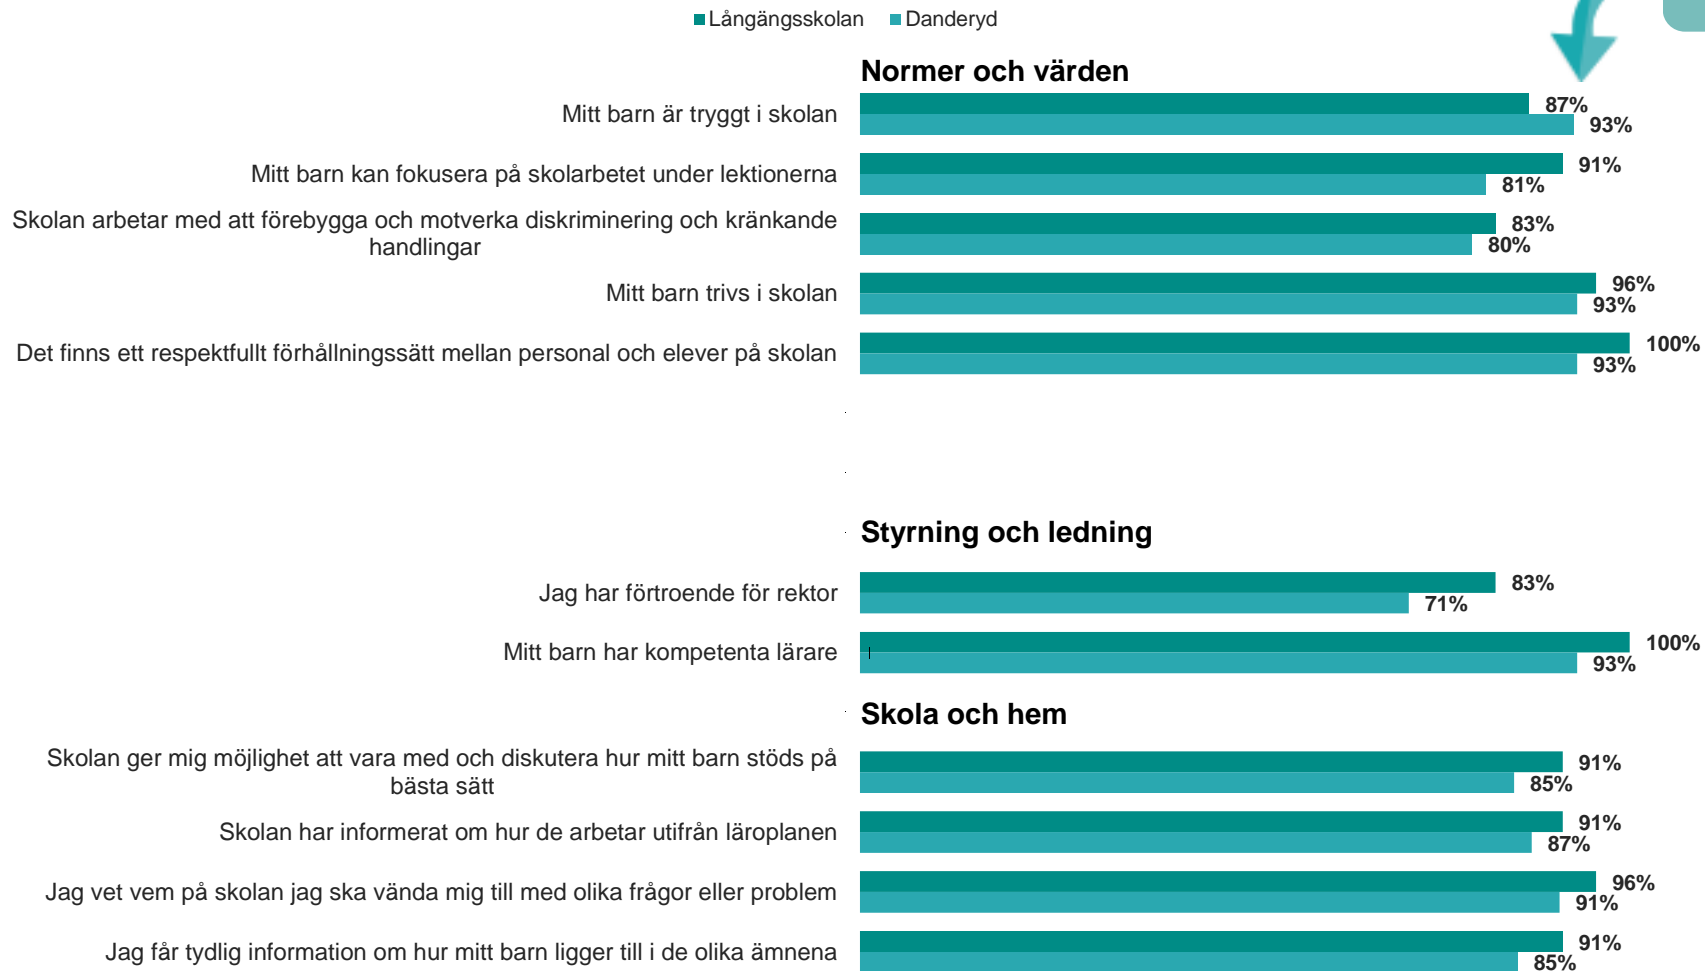 Långängsskolan Danderyd
Normer och värden
Mitt barn är tryggt i skolan
87%
93%
Mitt barn kan fokusera på skolarbetet under lektionerna
91%
81%
Skolan arbetar med att förebygga och motverka diskriminering och kränkande
handlingar
83%
80%
Mitt barn trivs i skolan
96%
93%
Det finns ett respektfullt förhållningssätt mellan personal och elever på skolan
100%
93%
Styrning och ledning
Jag har förtroende för rektor
83%
71%
Mitt barn har kompetenta lärare
100%
93%
Skola och hem
Skolan ger mig möjlighet att vara med och diskutera hur mitt barn stöds på
bästa sätt
91%
85%
Skolan har informerat om hur de arbetar utifrån läroplanen
91%
87%
Jag vet vem på skolan jag ska vända mig till med olika frågor eller problem
96%
91%
Jag får tydlig information om hur mitt barn ligger till i de olika ämnena
91%
85%